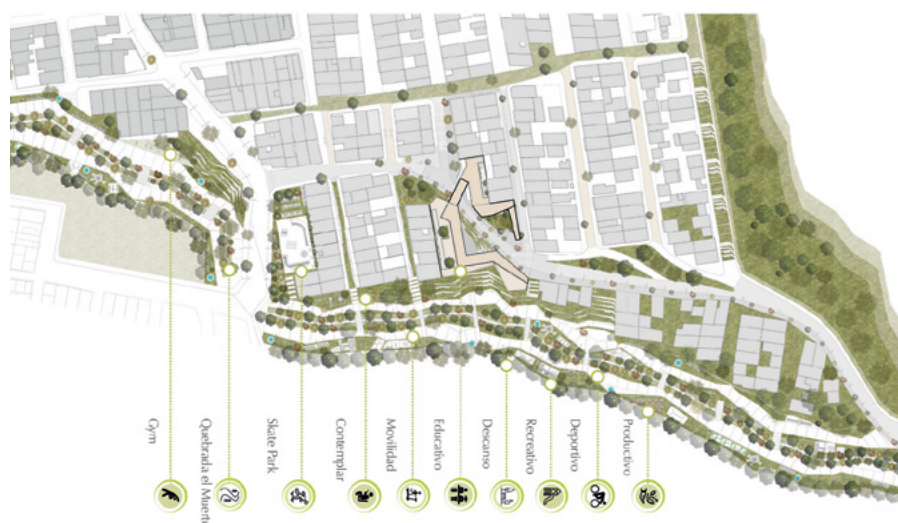 Gym
Quebrada el Muerto
Skate Park
Contemplar
Movilidad
Educativo
Descanso
Recreativo
Deportivo
Productivo